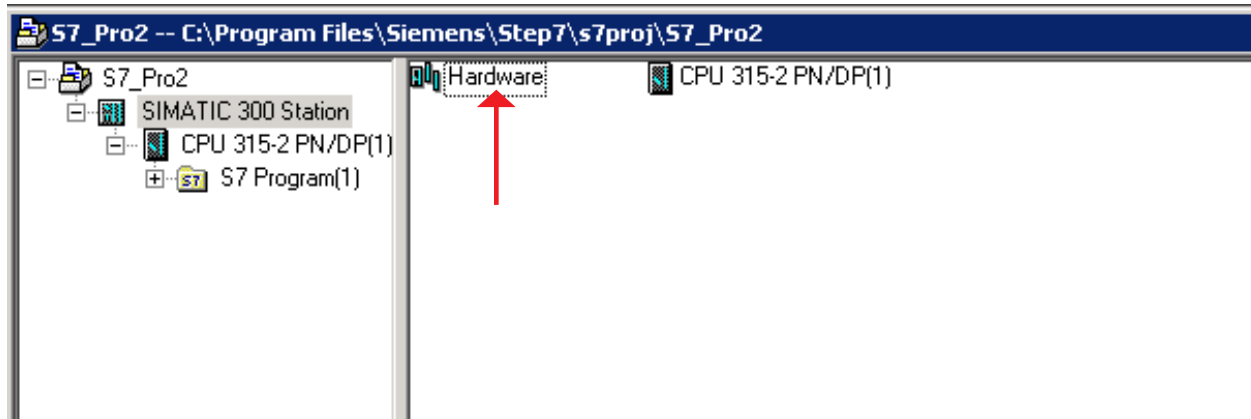 S7_Pro2 -- C:\Program Files\Siemens\Step7\s7proj\S7_Pro2
S7_Pro2
SIMATIC 300 Station
CPU 315-2 PN/DP(1)
S7 Program(1)
Hardware
CPU 315-2 PN/DP(1)